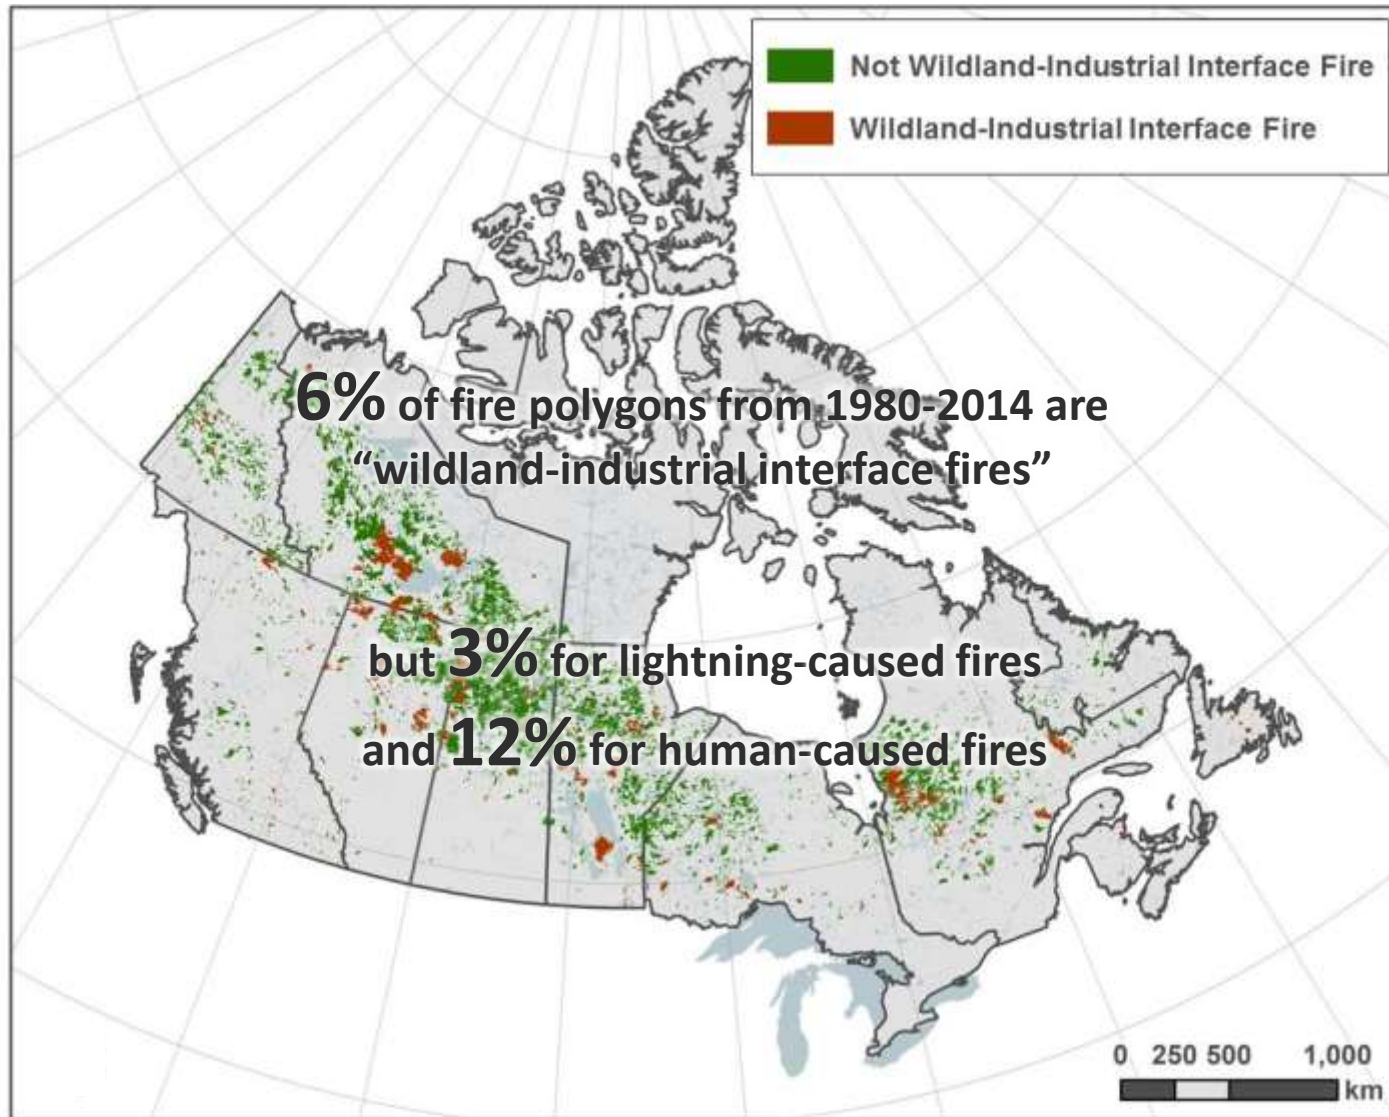 Not Wildland-Industrial Interface Fire
Wildland-Industrial Interface Fire
6% of fire polygons from 1980-2014 are
“wildland-industrial interface fires”
but 3% for lightning-caused fires
and 12% for human-caused fires
0 250 500 1,000
km